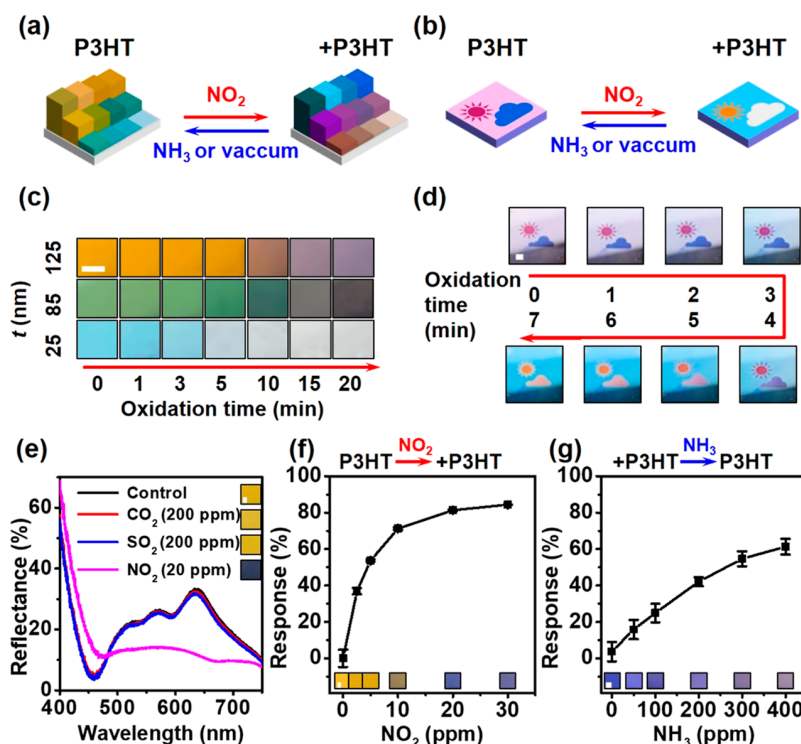 (a)
P3HT
+P3HT
NO2
NH3 or vaccum
(b)
P3HT
+P3HT
NO2
NH3 or vaccum
(c)
t (nm)
125
85
25
0 1 3 5 10 15 20
Oxidation time (min)
(d)
Oxidation
time
(min)
0 1 2 3
7 6 5 4
(e)
Reflectance (%)
60
40
20
0
Control
CO2 (200 ppm)
SO2 (200 ppm)
NO2 (20 ppm)
400 500 600 700
Wavelength (nm)
(f)
NO2
P3HT +P3HT
Response (%)
100
80
60
40
20
0
0 10 20 30
NO2 (ppm)
(g)
NH3
+P3HT P3HT
Response (%)
100
80
60
40
20
0
0 100 200 300 400
NH3 (ppm)